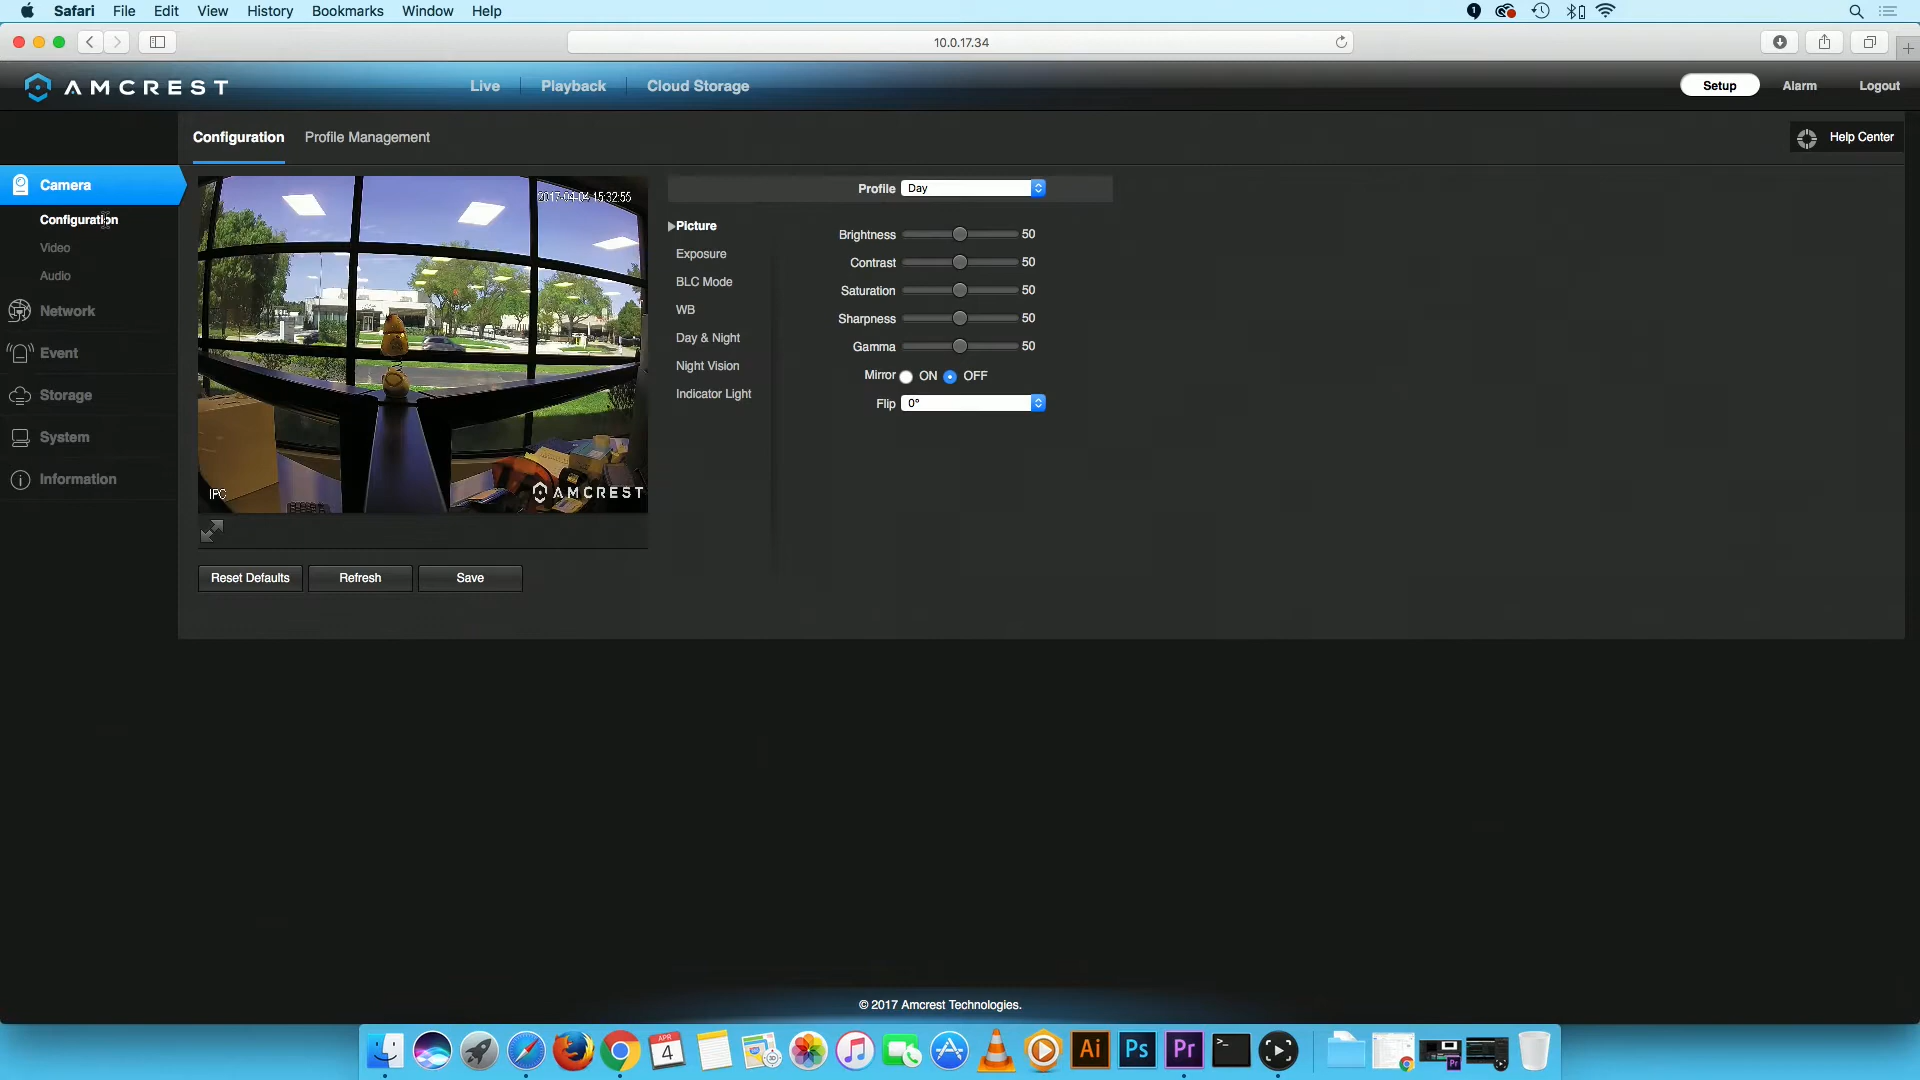 Safari File Edit View History Bookmarks Window Help
10.0.17.34
AMCREST Live Playback Cloud Storage Setup Alarm Logout
Configuration Profile Management Help Center
Camera
Configuration
Video
Audio
Network
Event
Storage
System
Information
2017-04-04 15:32:55
IPC
AMCREST
Profile Day
Picture
Exposure
BLC Mode
WB
Day & Night
Night Vision
Indicator Light
Brightness 50
Contrast 50
Saturation 50
Sharpness 50
Gamma 50
Mirror ON OFF
Flip 0°
Reset Defaults Refresh Save
© 2017 Amcrest Technologies.
APR
4
3D
Ai Ps Pr